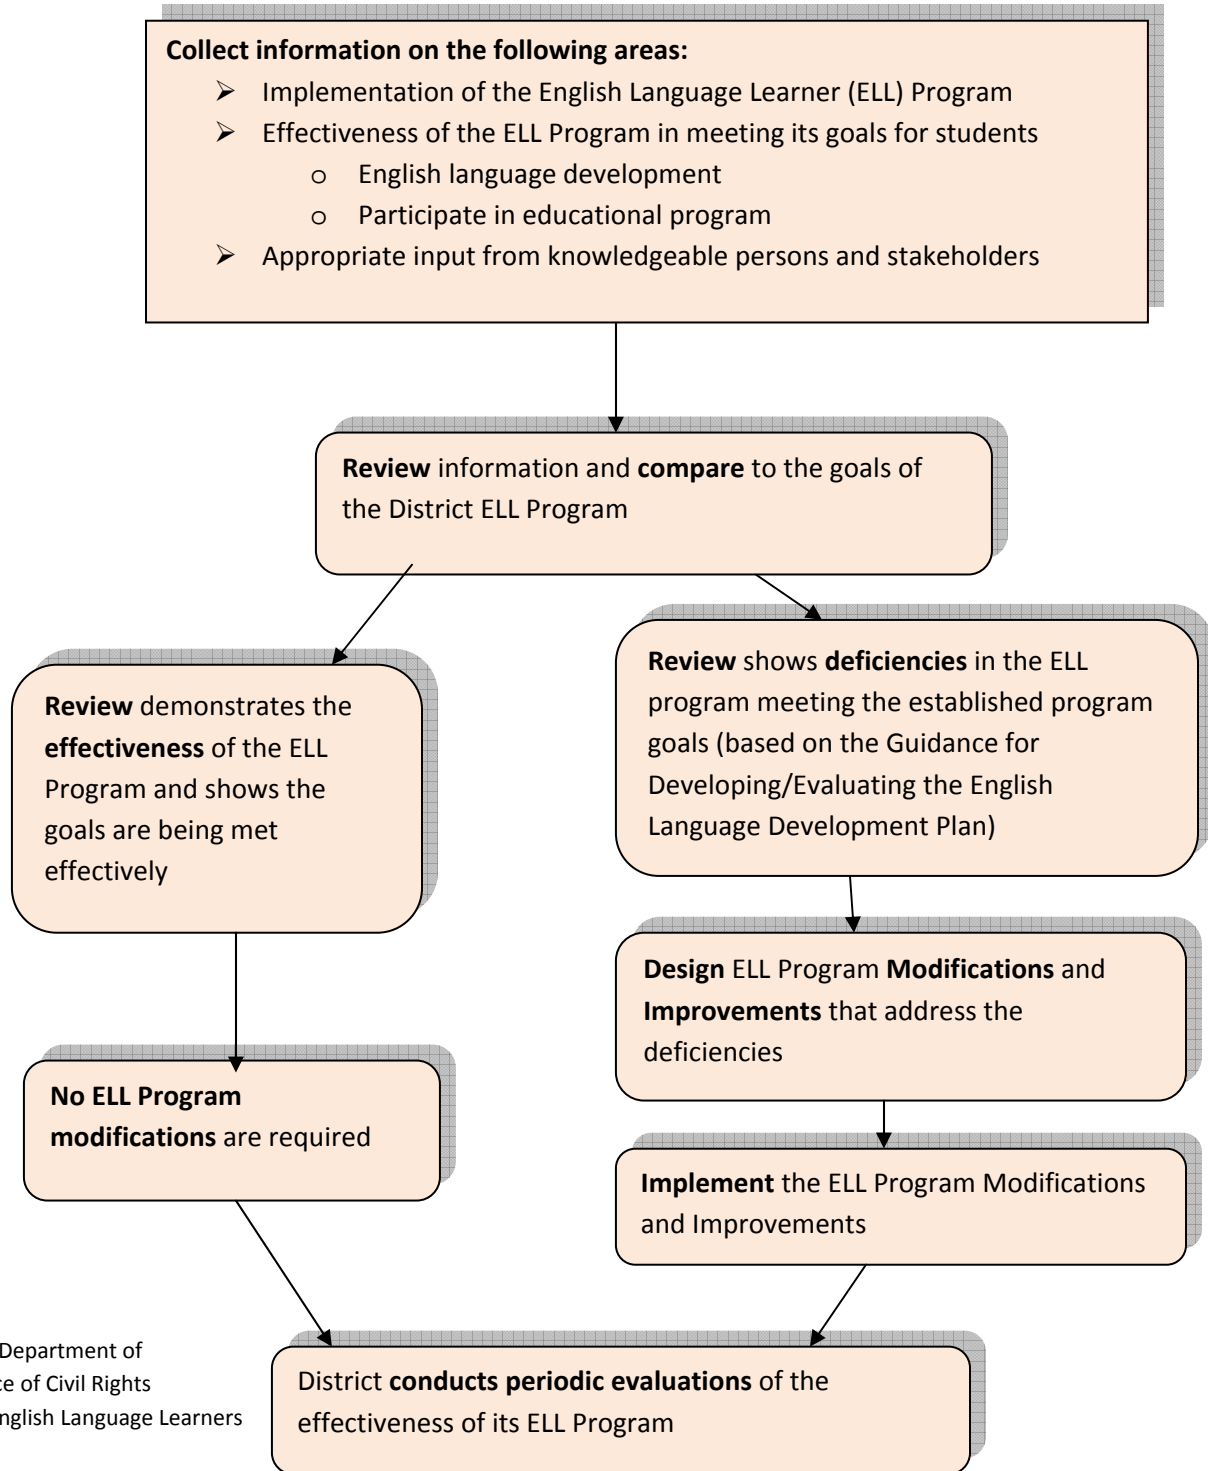 Collect information on the following areas:
➢ Implementation of the English Language Learner (ELL) Program
➢ Effectiveness of the ELL Program in meeting its goals for students
o English language development
o Participate in educational program
➢ Appropriate input from knowledgeable persons and stakeholders
Review information and compare to the goals of
the District ELL Program
Review demonstrates the
effectiveness of the ELL
Program and shows the
goals are being met
effectively
Review shows deficiencies in the ELL
program meeting the established program
goals (based on the Guidance for
Developing/Evaluating the English
Language Development Plan)
No ELL Program
modifications are required
Design ELL Program Modifications and
Improvements that address the
deficiencies
Implement the ELL Program Modifications
and Improvements
District conducts periodic evaluations of the
effectiveness of its ELL Program
Department of
of Civil Rights
English Language Learners